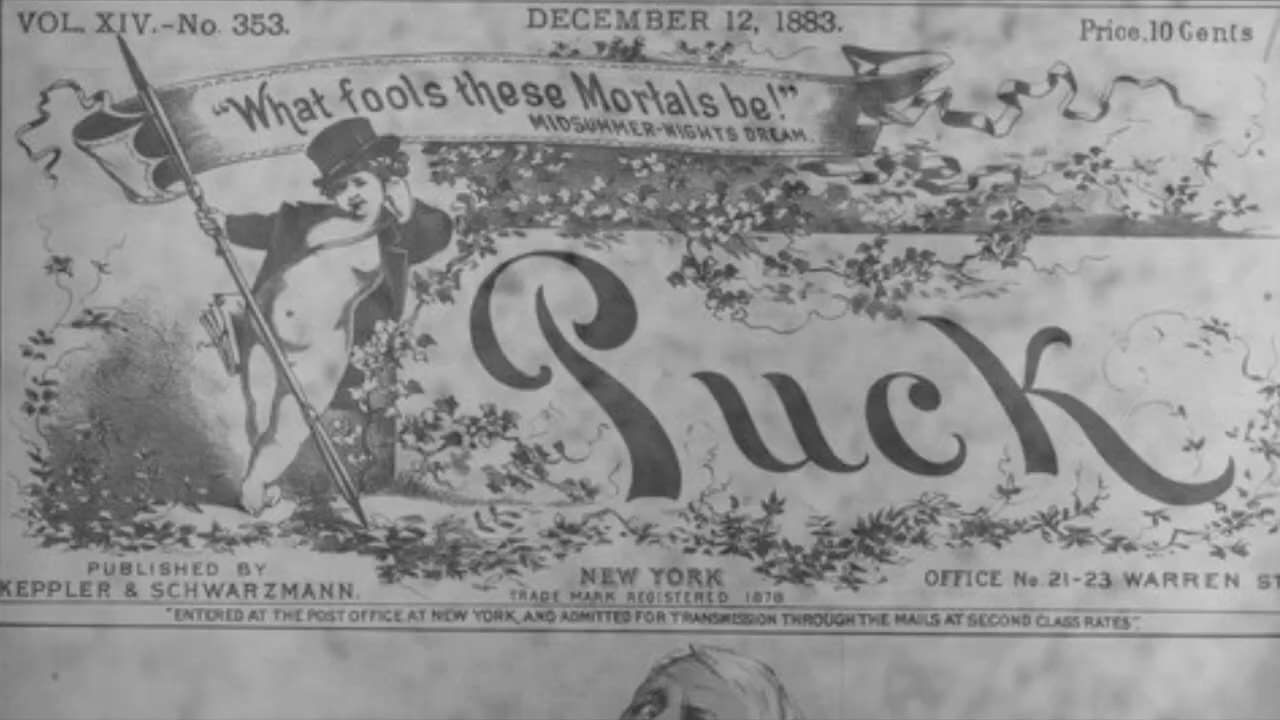 VOL. XIV.-No. 353.
DECEMBER 12, 1883.
Price,10 Cents
"What fools these Mortals be!"
MIDSUMMER-NIGHTS DREAM.
Puck
PUBLISHED BY
KEPPLER & SCHWARZMANN.
NEW YORK
TRADE MARK REGISTERED 1878
OFFICE No. 21-23 WARREN ST
"ENTERED AT THE POST OFFICE AT NEW YORK, AND ADMITTED FOR TRANSMISSION THROUGH THE MAILS AT SECOND CLASS RATES".